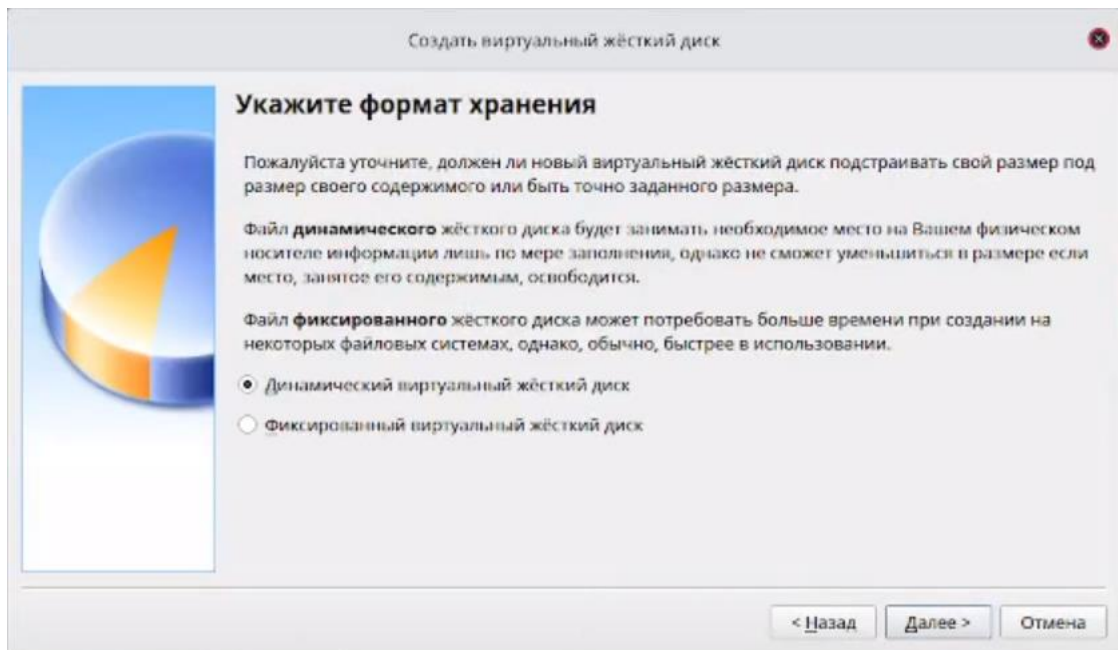 Создать виртуальный жёсткий диск
Укажите формат хранения
Пожалуйста уточните, должен ли новый виртуальный жёсткий диск подстраивать свой размер под
размер своего содержимого или быть точно заданного размера.
Файл динамического жёсткого диска будет занимать необходимое место на Вашем физическом
носителе информации лишь по мере заполнения, однако не сможет уменьшиться в размере если
место, занятое его содержимым, освободится.
Файл фиксированного жёсткого диска может потребовать больше времени при создании на
некоторых файловых системах, однако, обычно, быстрее в использовании.
Динамический виртуальный жёсткий диск
Фиксированный виртуальный жёсткий диск
< Назад Далее > Отмена